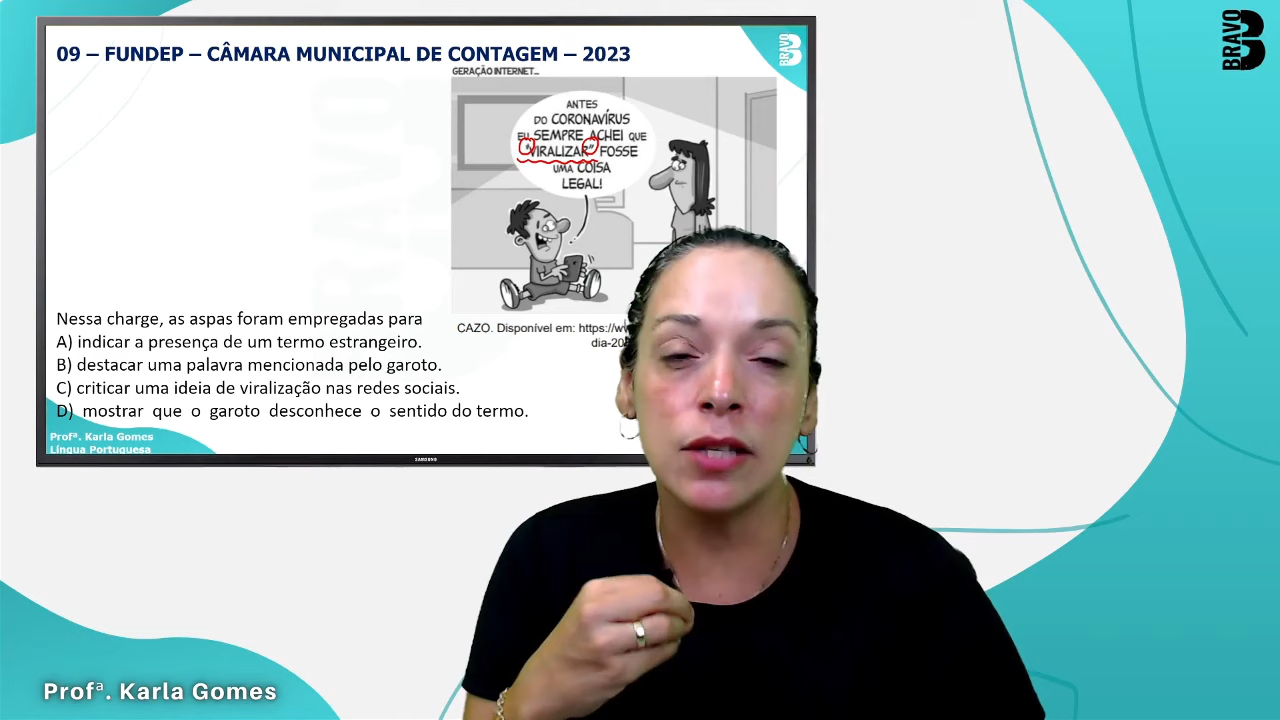 09 – FUNDEP – CÂMARA MUNICIPAL DE CONTAGEM – 2023
GERAÇÃO INTERNET...
ANTES
DO CORONAVÍRUS
EU SEMPRE ACHEI QUE
"VIRALIZAR" FOSSE
UMA COISA
LEGAL!
CAZO. Disponível em:
Nessa charge, as aspas foram empregadas para
A) indicar a presença de um termo estrangeiro.
B) destacar uma palavra mencionada pelo garoto.
C) criticar uma ideia de viralização nas redes sociais.
D) mostrar que o garoto desconhece o sentido do termo.
Profª. Karla Gomes
Língua Portuguesa
SAMSUNG
BRAVO
BRAVO
Profª. Karla Gomes